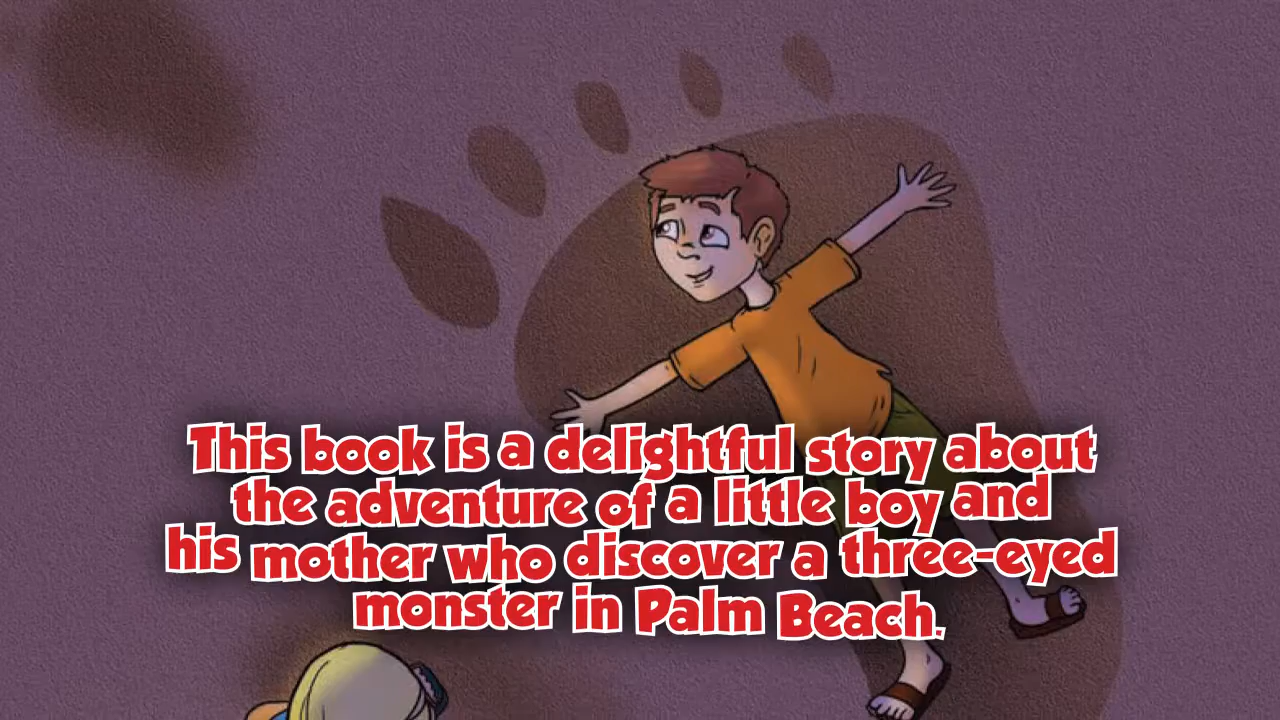 This book is a delightful story about
the adventure of a little boy and
his mother who discover a three-eyed
monster in Palm Beach.